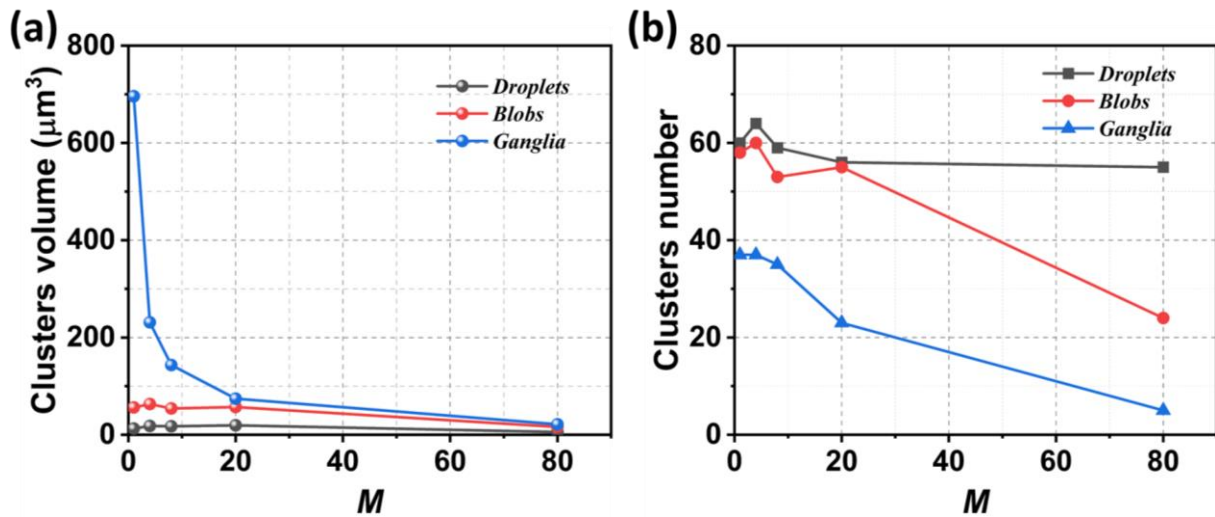 (a)
800
600
400
200
0
Clusters volume (μm³)
0 20 40 60 80
M
Droplets
Blobs
Ganglia
(b)
80
60
40
20
0
Clusters number
0 20 40 60 80
M
Droplets
Blobs
Ganglia